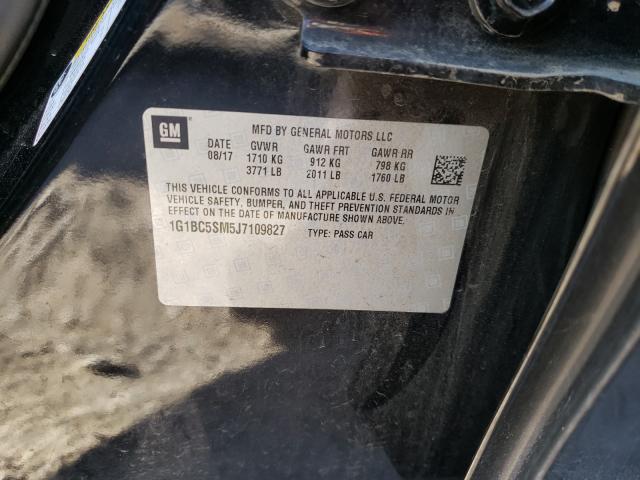 GM
MFD BY GENERAL MOTORS LLC
DATE GVWR GAWR FRT GAWR RR
08/17 1710 KG 912 KG 798 KG
3771 LB 2011 LB 1760 LB
THIS VEHICLE CONFORMS TO ALL APPLICABLE U.S. FEDERAL MOTOR
VEHICLE SAFETY, BUMPER, AND THEFT PREVENTION STANDARDS IN
EFFECT ON THE DATE OF MANUFACTURE SHOWN ABOVE.
1G1BC5SM5J7109827 TYPE: PASS CAR